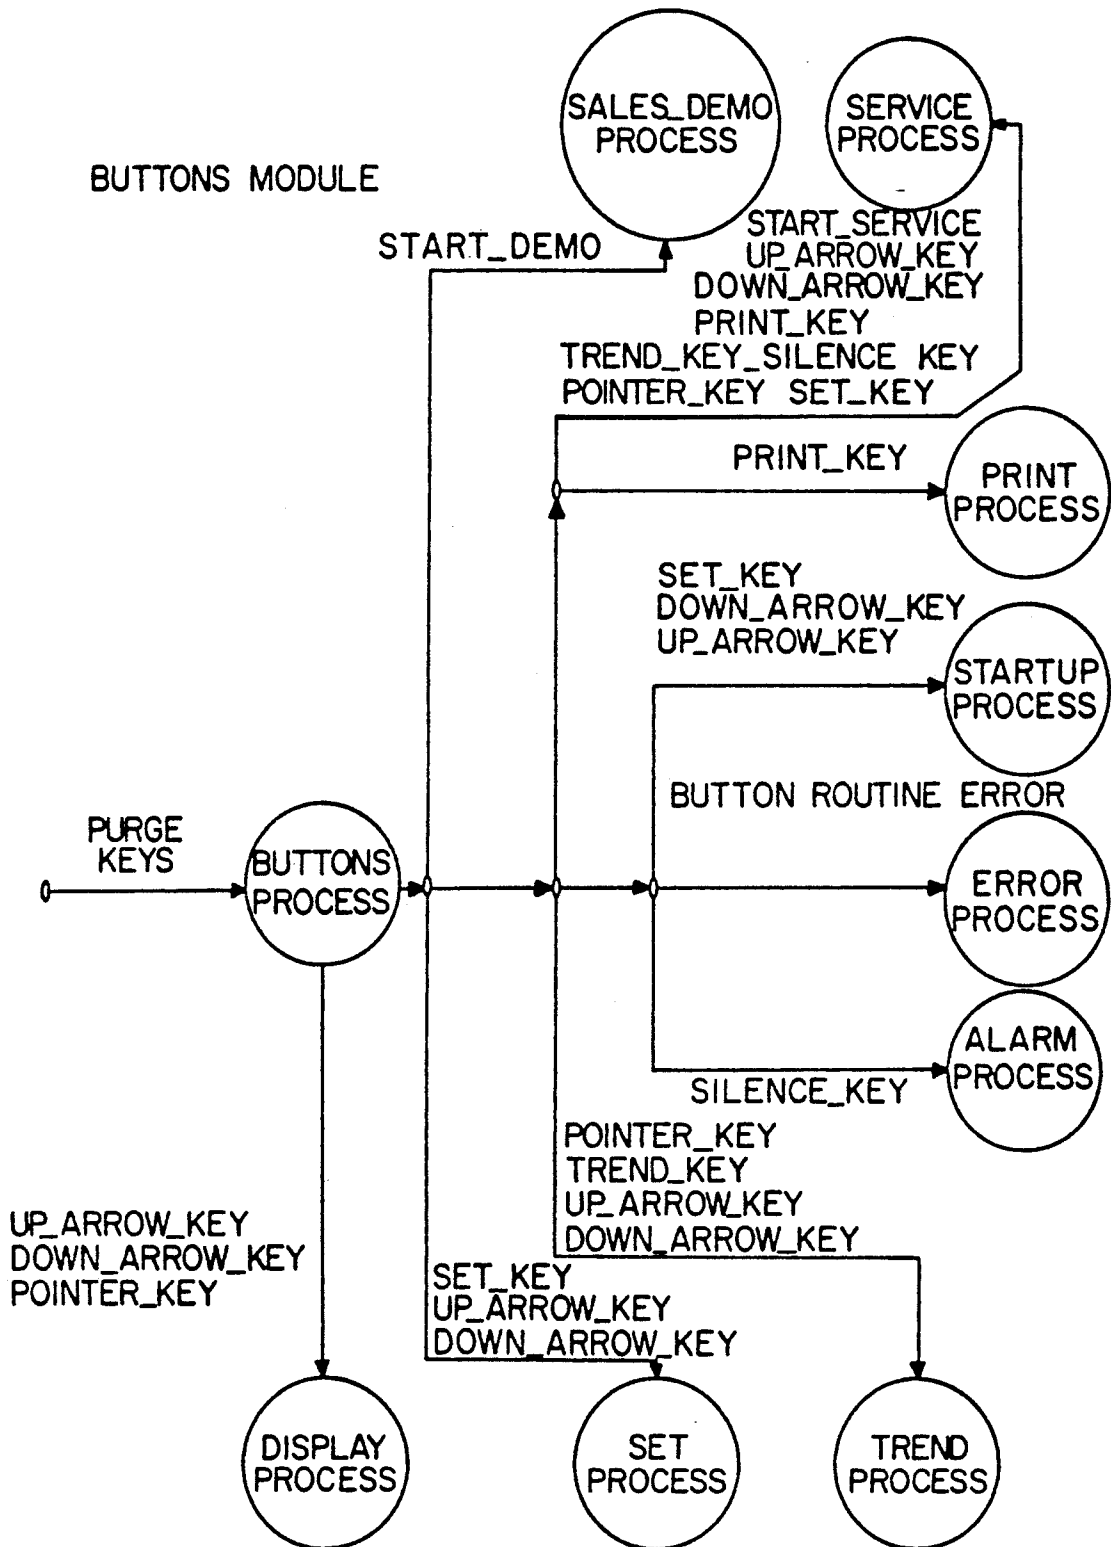 SALES_DEMO
PROCESS
SERVICE
PROCESS
BUTTONS MODULE
START_DEMO
START_SERVICE
UP_ARROW_KEY
DOWN_ARROW_KEY
PRINT_KEY
TREND_KEY_SILENCE KEY
POINTER_KEY SET_KEY
PRINT_KEY
PRINT
PROCESS
SET_KEY
DOWN_ARROW_KEY
UP_ARROW_KEY
STARTUP
PROCESS
BUTTON ROUTINE ERROR
PURGE
KEYS
BUTTONS
PROCESS
ERROR
PROCESS
ALARM
PROCESS
SILENCE_KEY
POINTER_KEY
TREND_KEY
UP_ARROW_KEY
DOWN_ARROW_KEY
UP_ARROW_KEY
DOWN_ARROW_KEY
POINTER_KEY
SET_KEY
UP_ARROW_KEY
DOWN_ARROW_KEY
DISPLAY
PROCESS
SET
PROCESS
TREND
PROCESS